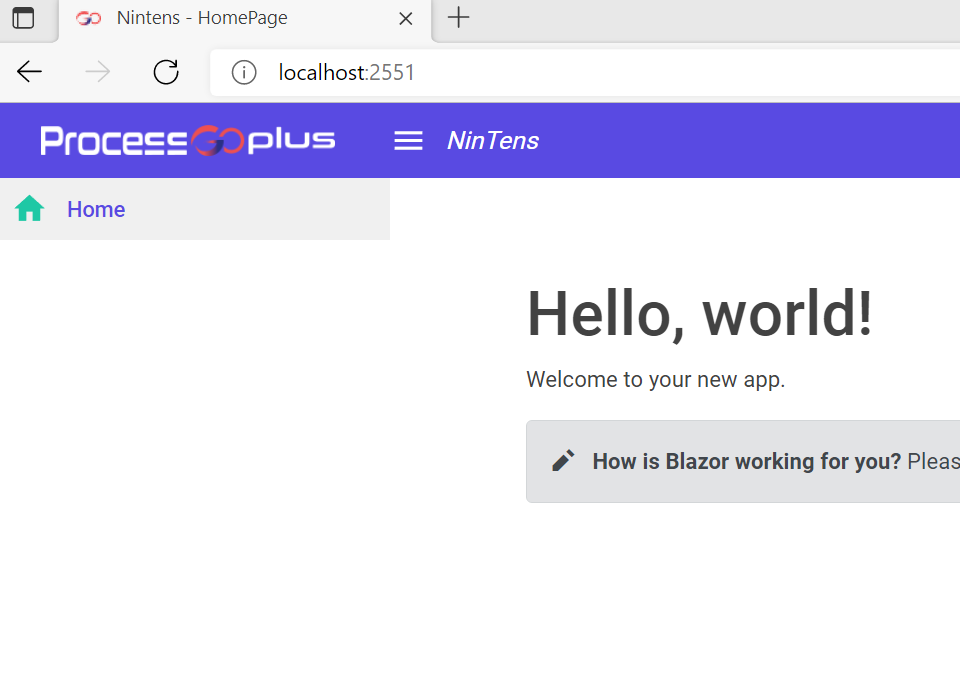 Nintens - HomePage
localhost:2551
ProcessGOplus
NinTens
Home
Hello, world!
Welcome to your new app.
How is Blazor working for you? Pleas